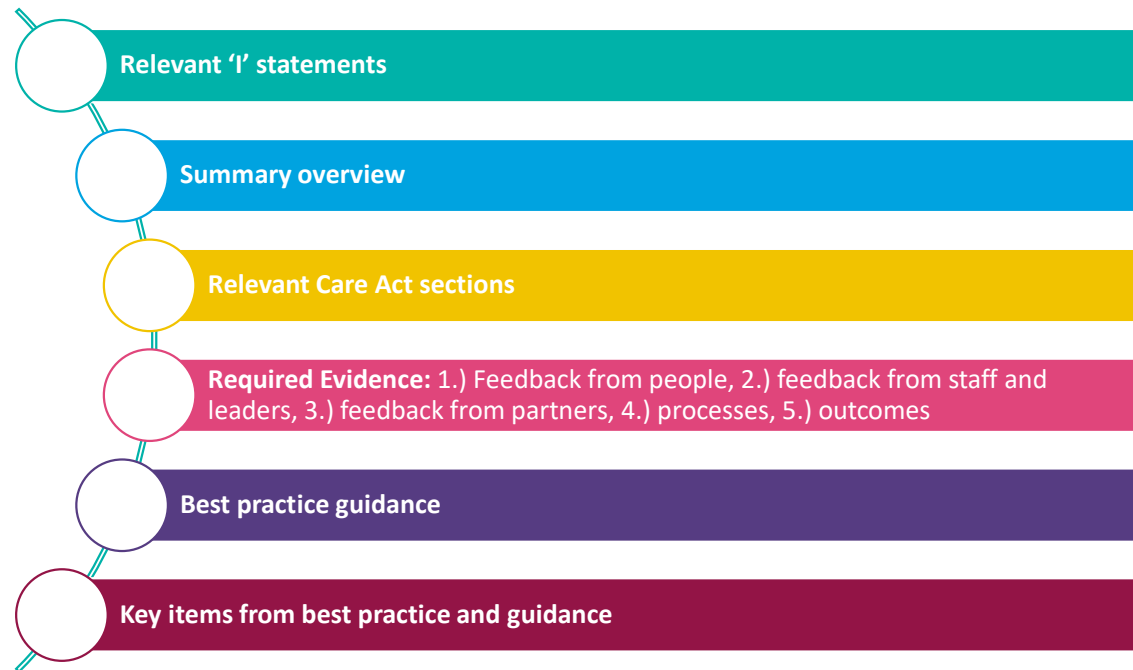 Relevant ‘I’ statements
Summary overview
Relevant Care Act sections
Required Evidence: 1.) Feedback from people, 2.) feedback from staff and
leaders, 3.) feedback from partners, 4.) processes, 5.) outcomes
Best practice guidance
Key items from best practice and guidance